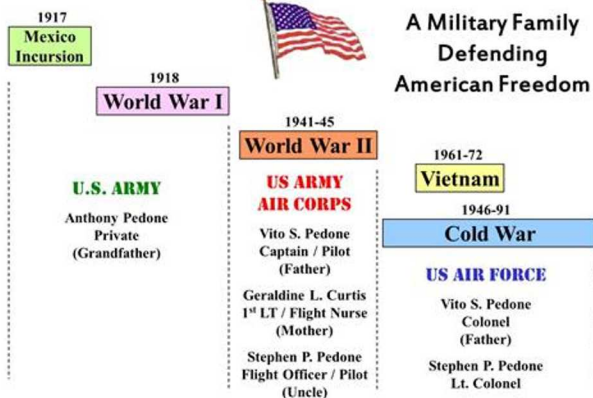 1917
Mexico
Incursion
A Military Family
Defending
American Freedom
1918
World War I
1941-45
World War II
1961-72
Vietnam
1946-91
Cold War
U.S. ARMY
Anthony Pedone
Private
(Grandfather)
US ARMY
AIR CORPS
Vito S. Pedone
Captain / Pilot
(Father)
Geraldine L. Curtis
1st LT / Flight Nurse
(Mother)
Stephen P. Pedone
Flight Officer / Pilot
(Uncle)
US AIR FORCE
Vito S. Pedone
Colonel
(Father)
Stephen P. Pedone
Lt. Colonel